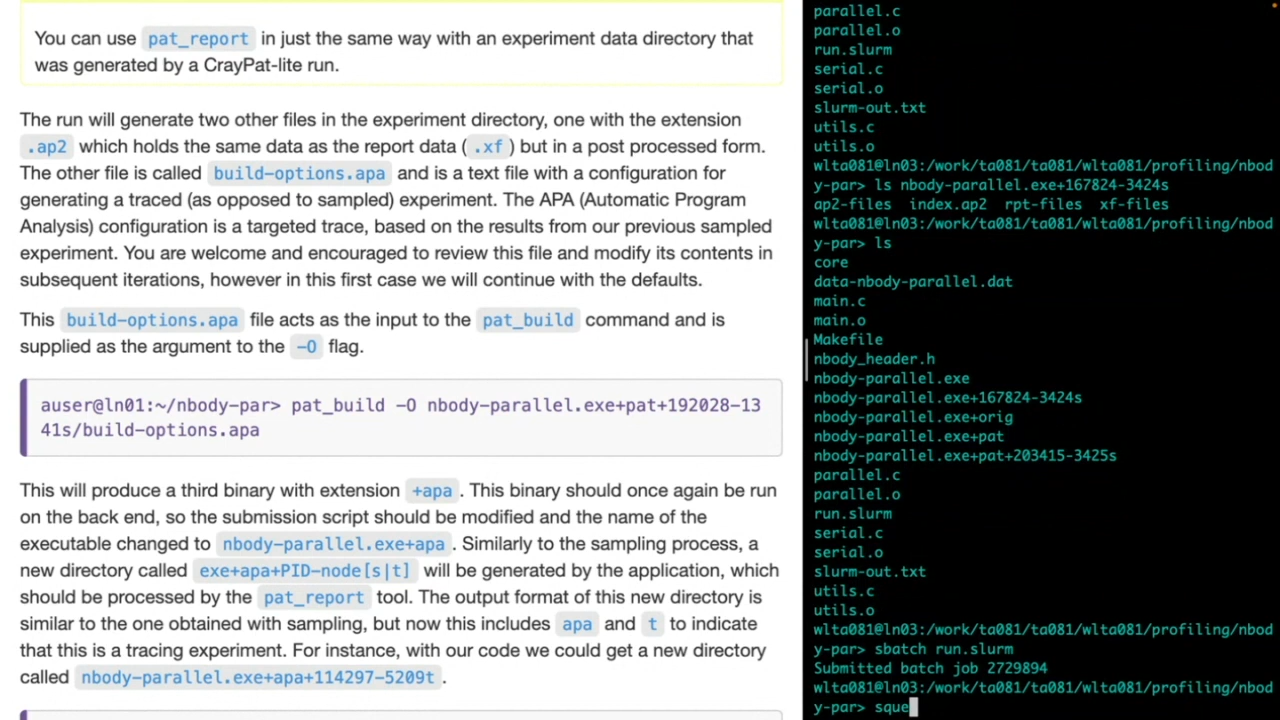 You can use pat_report in just the same way with an experiment data directory that
was generated by a CrayPat-lite run.
The run will generate two other files in the experiment directory, one with the extension
.ap2 which holds the same data as the report data (.xf) but in a post processed form.
The other file is called build-options.apa and is a text file with a configuration for
generating a traced (as opposed to sampled) experiment. The APA (Automatic Program
Analysis) configuration is a targeted trace, based on the results from our previous sampled
experiment. You are welcome and encouraged to review this file and modify its contents in
subsequent iterations, however in this first case we will continue with the defaults.
This build-options.apa file acts as the input to the pat_build command and is
supplied as the argument to the -O flag.
auser@ln01:~/nbody-par> pat_build -O nbody-parallel.exe+pat+192028-13
41s/build-options.apa
This will produce a third binary with extension +apa. This binary should once again be run
on the back end, so the submission script should be modified and the name of the
executable changed to nbody-parallel.exe+apa. Similarly to the sampling process, a
new directory called exe+apa+PID-node[s|t] will be generated by the application, which
should be processed by the pat_report tool. The output format of this new directory is
similar to the one obtained with sampling, but now this includes apa and t to indicate
that this is a tracing experiment. For instance, with our code we could get a new directory
called nbody-parallel.exe+apa+114297-5209t.
parallel.c
parallel.o
run.slurm
serial.c
serial.o
slurm-out.txt
utils.c
utils.o
wlta081@ln03:/work/ta081/ta081/wlta081/profiling/nbod
y-par> ls nbody-parallel.exe+167824-3424s
ap2-files index.ap2 rpt-files xf-files
wlta081@ln03:/work/ta081/ta081/wlta081/profiling/nbod
y-par> ls
core
data-nbody-parallel.dat
main.c
main.o
Makefile
nbody_header.h
nbody-parallel.exe
nbody-parallel.exe+167824-3424s
nbody-parallel.exe+orig
nbody-parallel.exe+pat
nbody-parallel.exe+pat+203415-3425s
parallel.c
parallel.o
run.slurm
serial.c
serial.o
slurm-out.txt
utils.c
utils.o
wlta081@ln03:/work/ta081/ta081/wlta081/profiling/nbod
y-par> sbatch run.slurm
Submitted batch job 2729894
wlta081@ln03:/work/ta081/ta081/wlta081/profiling/nbod
y-par> sque